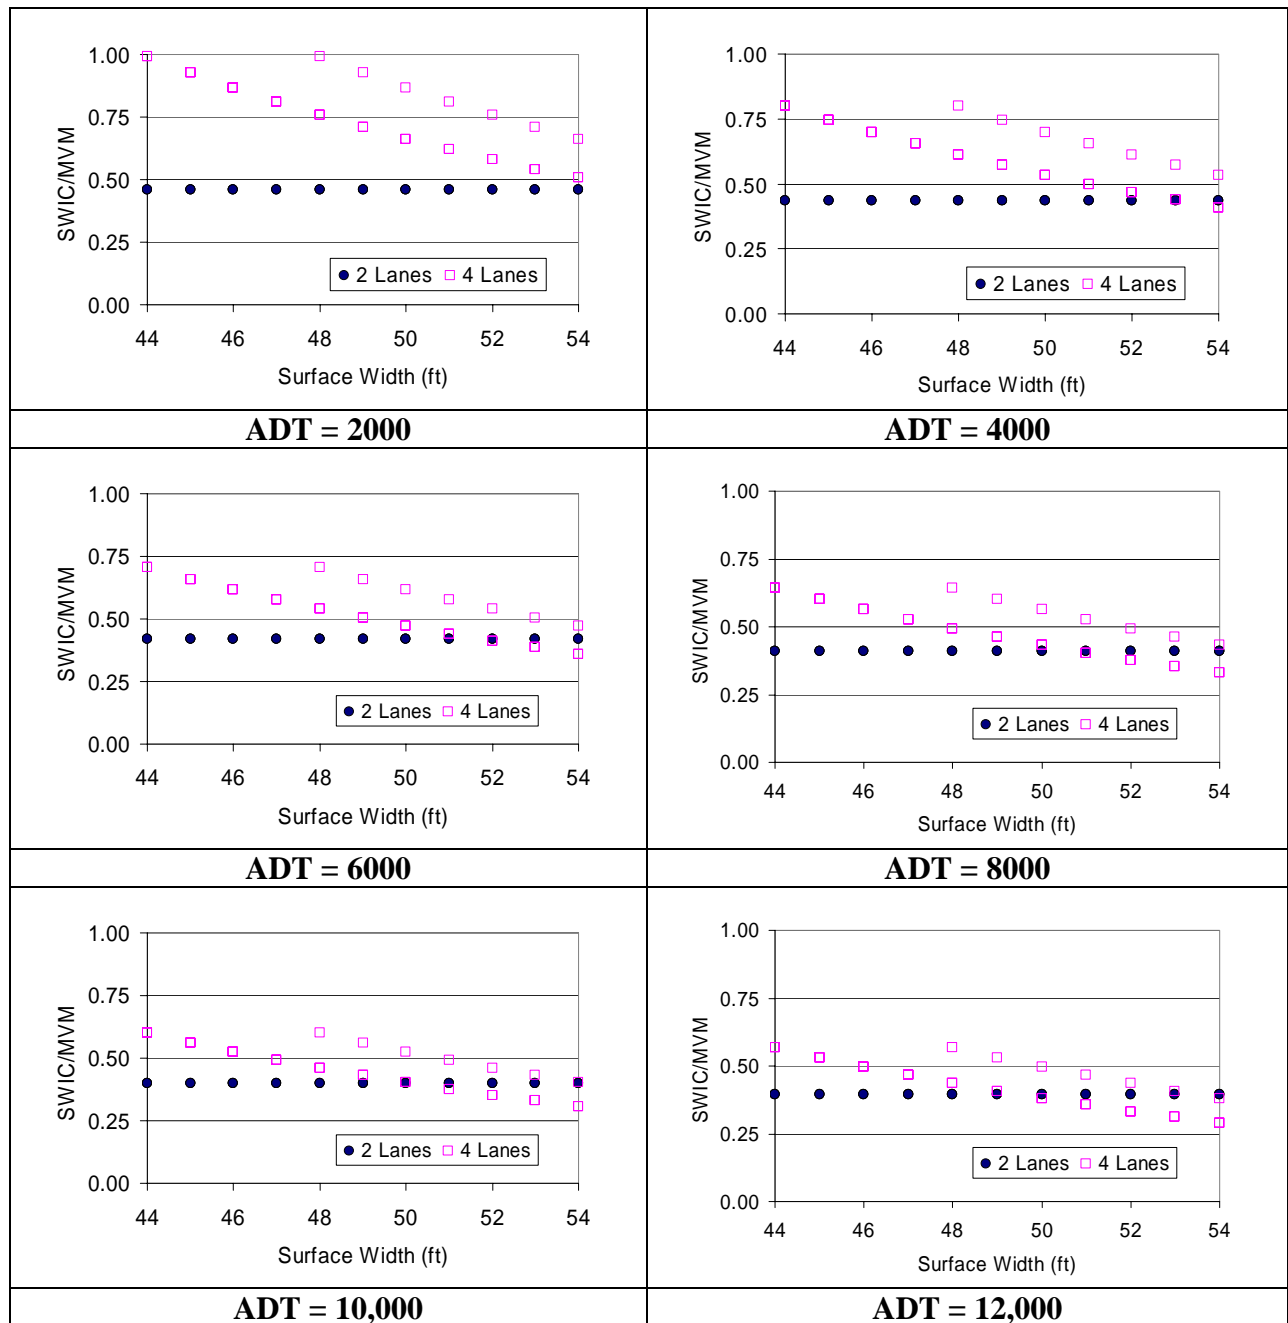 1.00
0.75
0.50
0.25
0.00
SWIC/MVM
2 Lanes 4 Lanes
44 46 48 50 52 54
Surface Width (ft)
ADT = 2000
1.00
0.75
0.50
0.25
0.00
SWIC/MVM
2 Lanes 4 Lanes
44 46 48 50 52 54
Surface Width (ft)
ADT = 4000
1.00
0.75
0.50
0.25
0.00
SWIC/MVM
2 Lanes 4 Lanes
44 46 48 50 52 54
Surface Width (ft)
ADT = 6000
1.00
0.75
0.50
0.25
0.00
SWIC/MVM
2 Lanes 4 Lanes
44 46 48 50 52 54
Surface Width (ft)
ADT = 8000
1.00
0.75
0.50
0.25
0.00
SWIC/MVM
2 Lanes 4 Lanes
44 46 48 50 52 54
Surface Width (ft)
ADT = 10,000
1.00
0.75
0.50
0.25
0.00
SWIC/MVM
2 Lanes 4 Lanes
44 46 48 50 52 54
Surface Width (ft)
ADT = 12,000